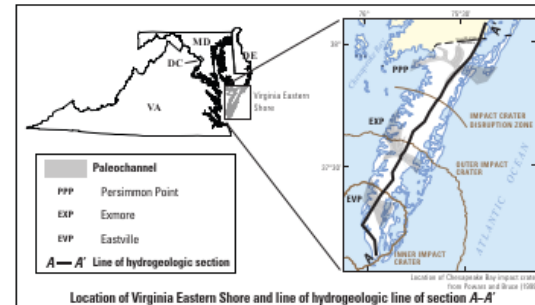 MD
DE
DC
VA
Virginia Eastern
Shore
Paleochannel
PPP Persimmon Point
EXP Exmore
EVP Eastville
A— A' Line of hydrogeologic section
76°
75°30'
38°
37°30'
A'
Chesapeake Bay
PPP
IMPACT CRATER
DISRUPTION ZONE
EXP
OUTER IMPACT
CRATER
EVP
ATLANTIC OCEAN
INNER IMPACT
CRATER
A
Location of Chesapeake Bay impact crater
from Powars and Bruce
Location of Virginia Eastern Shore and line of hydrogeologic line of section A–A'